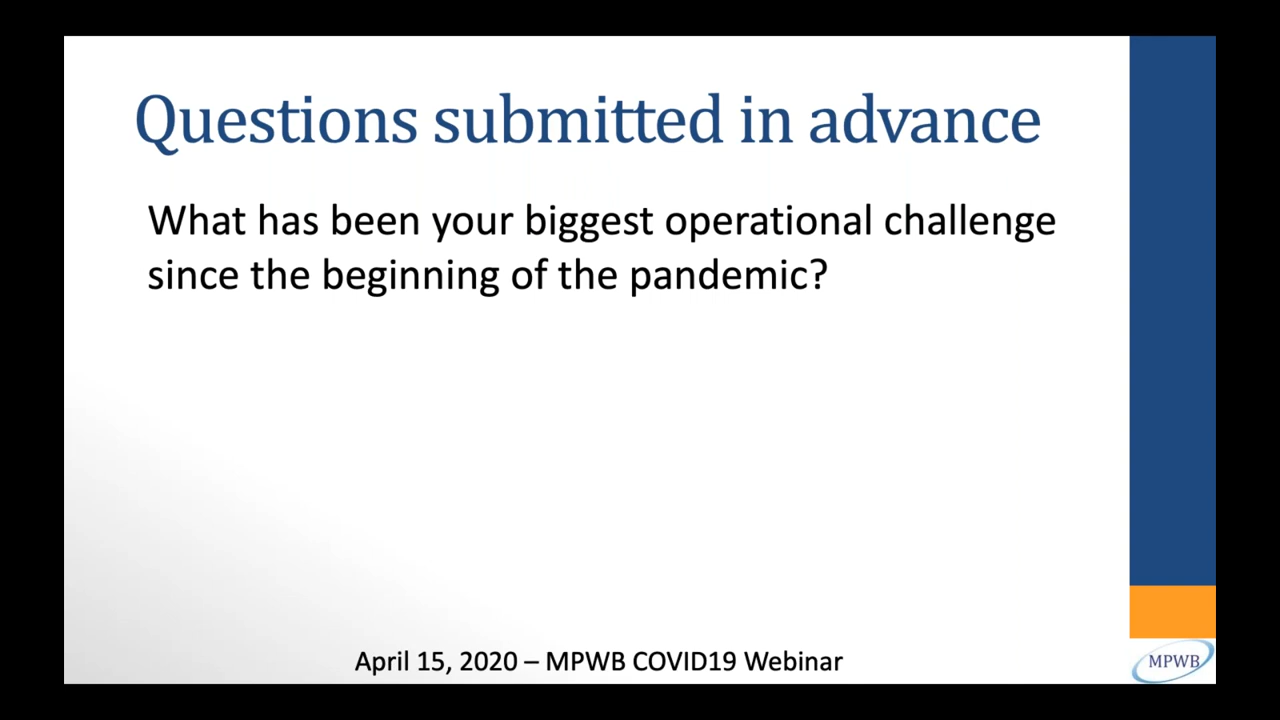 Questions submitted in advance
What has been your biggest operational challenge
since the beginning of the pandemic?
April 15, 2020 – MPWB COVID19 Webinar
MPWB